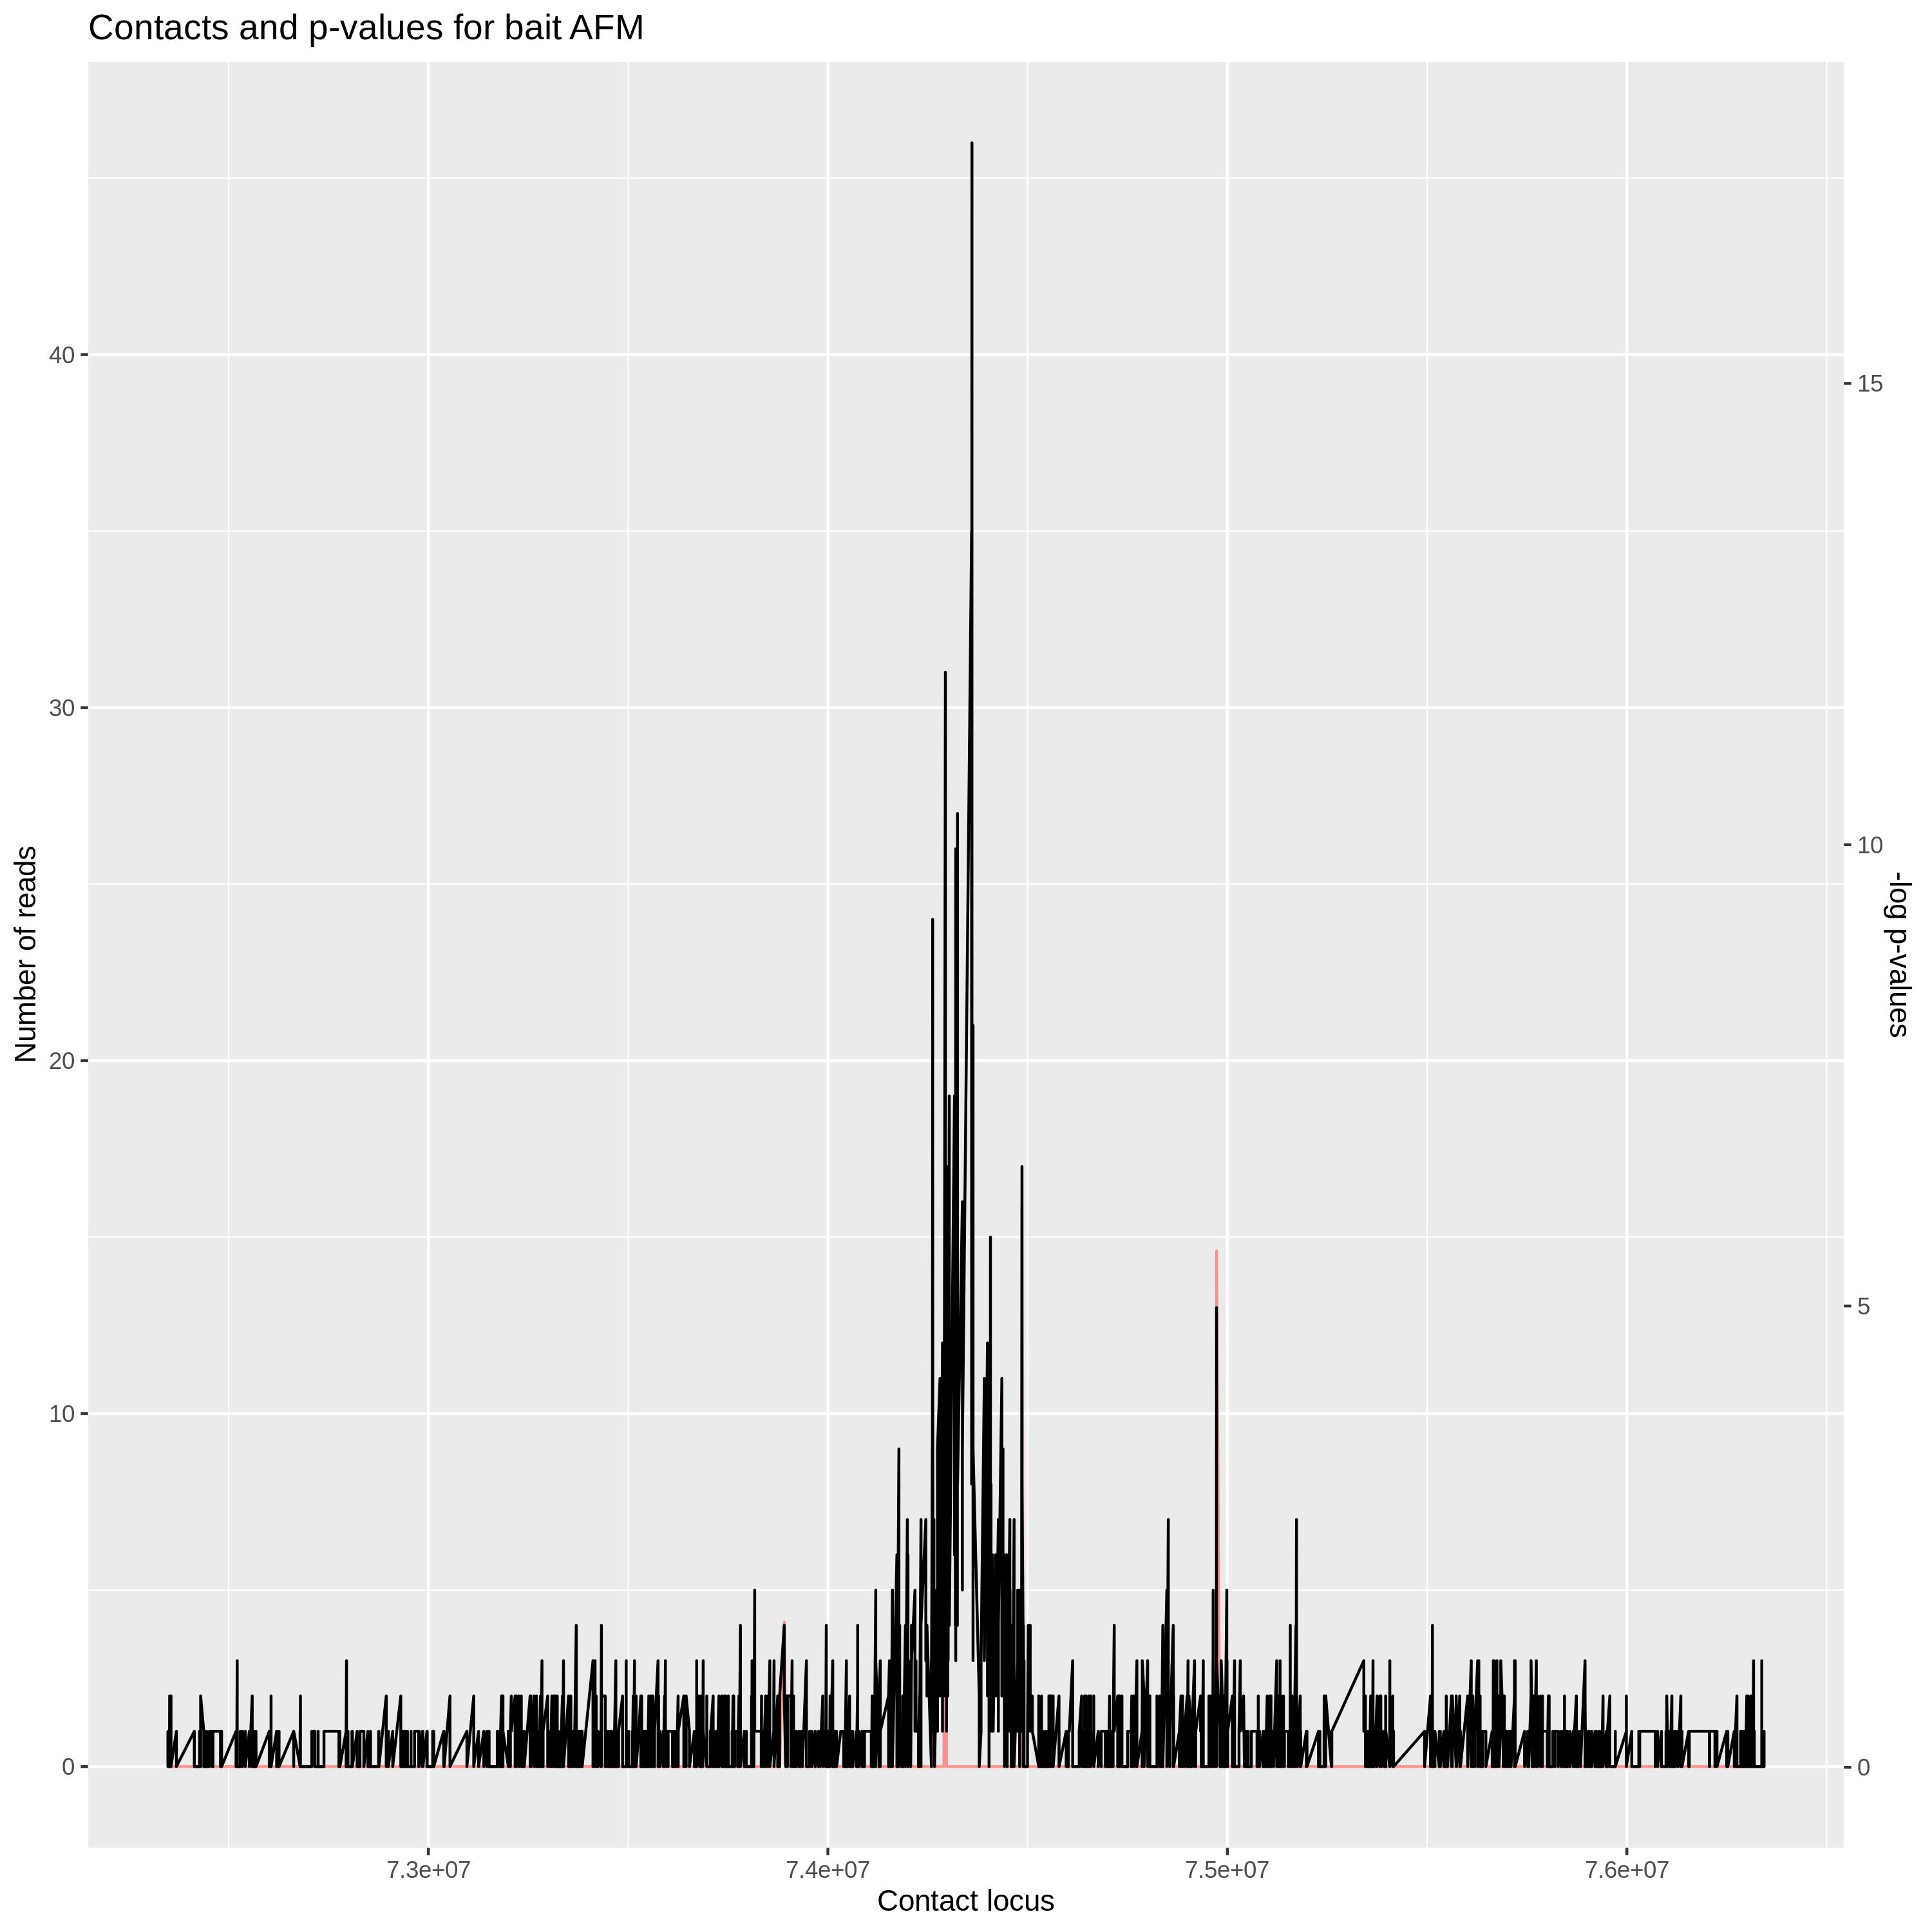 Contacts and p-values for bait AFM
40
30
20
10
0
Number of reads
15
10
5
0
-log p-values
7.3e+07
7.4e+07
7.5e+07
7.6e+07
Contact locus